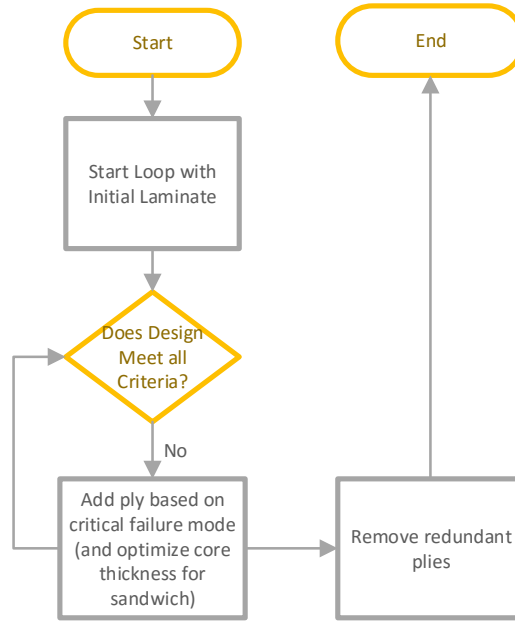 Start
End
Start Loop with
Initial Laminate
Does Design
Meet all
Criteria?
No
Add ply based on
critical failure mode
(and optimize core
thickness for
sandwich)
Remove redundant
plies